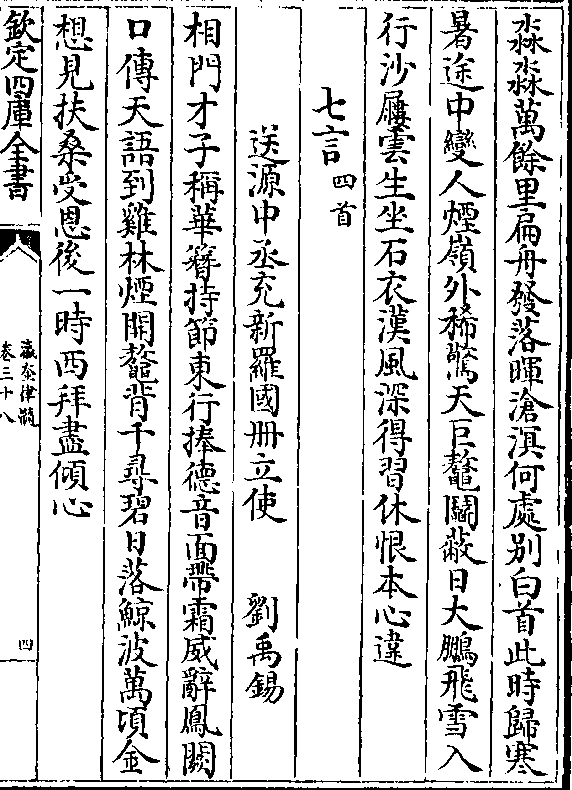 淼淼萬餘里扁舟發落暉滄溟何處別白首此時歸寒
暑途中變人煙嶺外稀驚天巨鼇鬭蔽日大鵬飛雪入
行沙屨雲生坐石衣漢風深得習休恨本心違
七言四首
送源中丞充新羅國冊立使 劉禹錫
相門才子稱華簪持節東行捧德音面帶霜威辭鳳闕
口傳天語到雞林煙開鼇背千尋碧日落鯨波萬頃金
想見扶桑受恩後一時西拜盡傾心
欽定四庫全書
瀛奎律髓
卷三十八
四